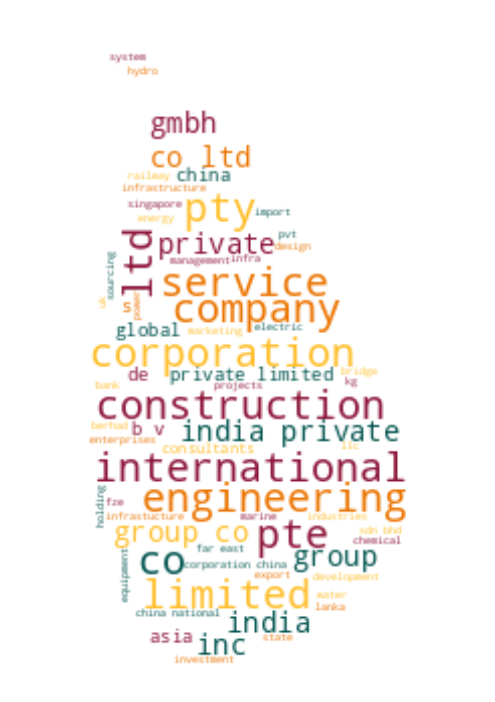 system
hydro
gmbh
co ltd
railway china
infrastructure
singapore
pty
energy
import
ltd
private
pvt
design
management
infra
sourcing
service
uk
s
power
company
global
marketing
electric
corporation
de
private limited
bridge
bank
projects
kg
construction
berhad
b v
india private
enterprises
consultants
llc
international
holding
fze
engineering
infrastucture
marine
industries
group co
pte
sdn bhd
chemical
far east
co
group
equipment
corporation china
export
development
limited
water
lanka
china national
india
asia
inc
state
investment